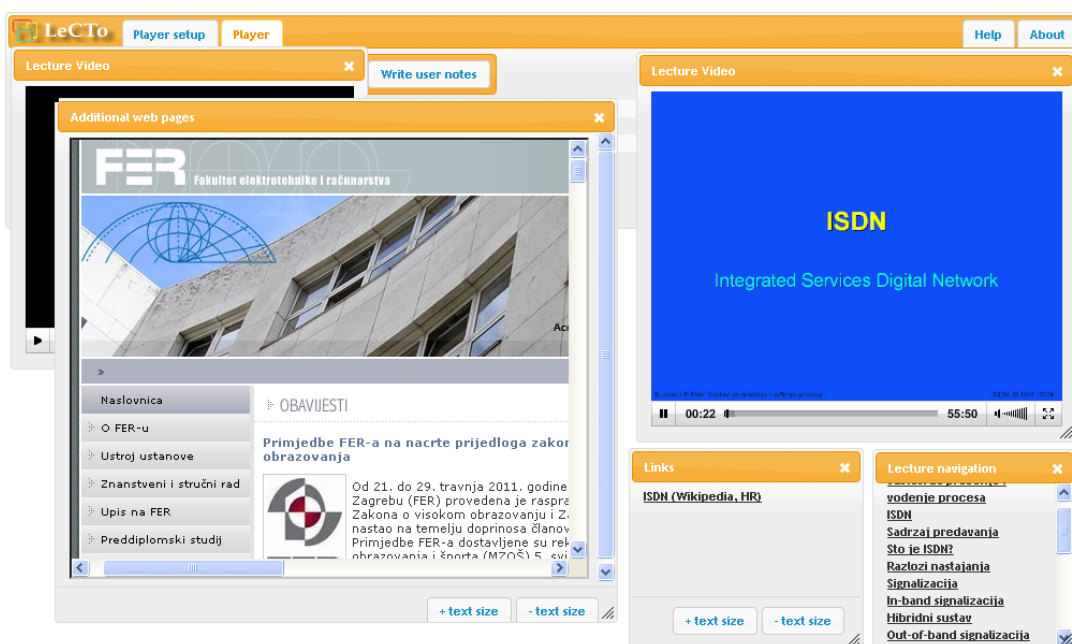 LeCTo
Player setup
Player
Help
About
Lecture Video
Write user notes
Additional web pages
FER
Fakultet elektrotehnike i računarstva
Acc
»
Naslovnica
O FER-u
Ustroj ustanove
Znanstveni i stručni rad
Upis na FER
Preddiplomski studij
OBAVIJESTI
Primjedbe FER-a na nacrte prijedloga zakon
obrazovanja
Od 21. do 29. travnja 2011. godine
Zagrebu (FER) provedena je raspra
Zakona o visokom obrazovanju i Z
nastao na temelju doprinosa članov
Primjedbe FER-a dostavljene su rek
obrazovanja i športa (MZOŠ) 5. svi
+ text size
- text size
Lecture Video
ISDN
Integrated Services Digital Network
00:22
55:50
Links
ISDN (Wikipedia, HR)
+ text size
- text size
Lecture navigation
vodenje procesa
ISDN
Sadrzaj predavanja
Sto je ISDN?
Razlozi nastajanja
Signalizacija
In-band signalizacija
Hibridni sustav
Out-of-band signalizacija